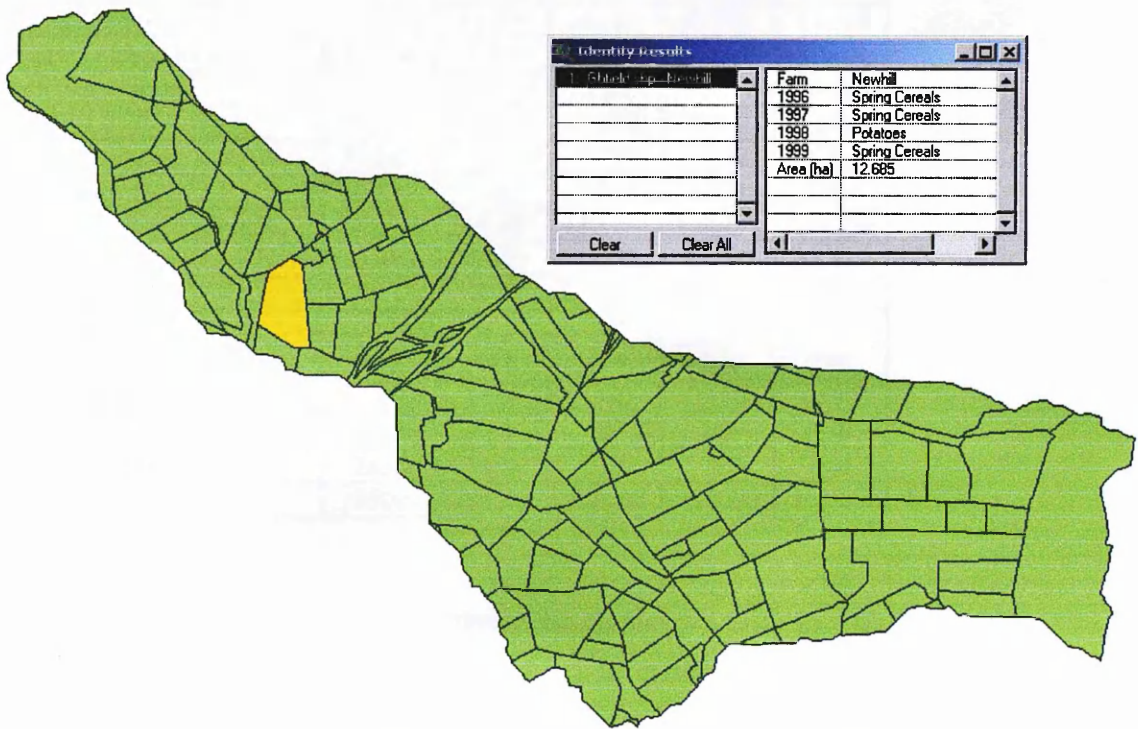 Identity Results
Newhill
Farm Newhill
1996 Spring Cereals
1997 Spring Cereals
1998 Potatoes
1999 Spring Cereals
Area (ha) 12.685
Clear Clear All